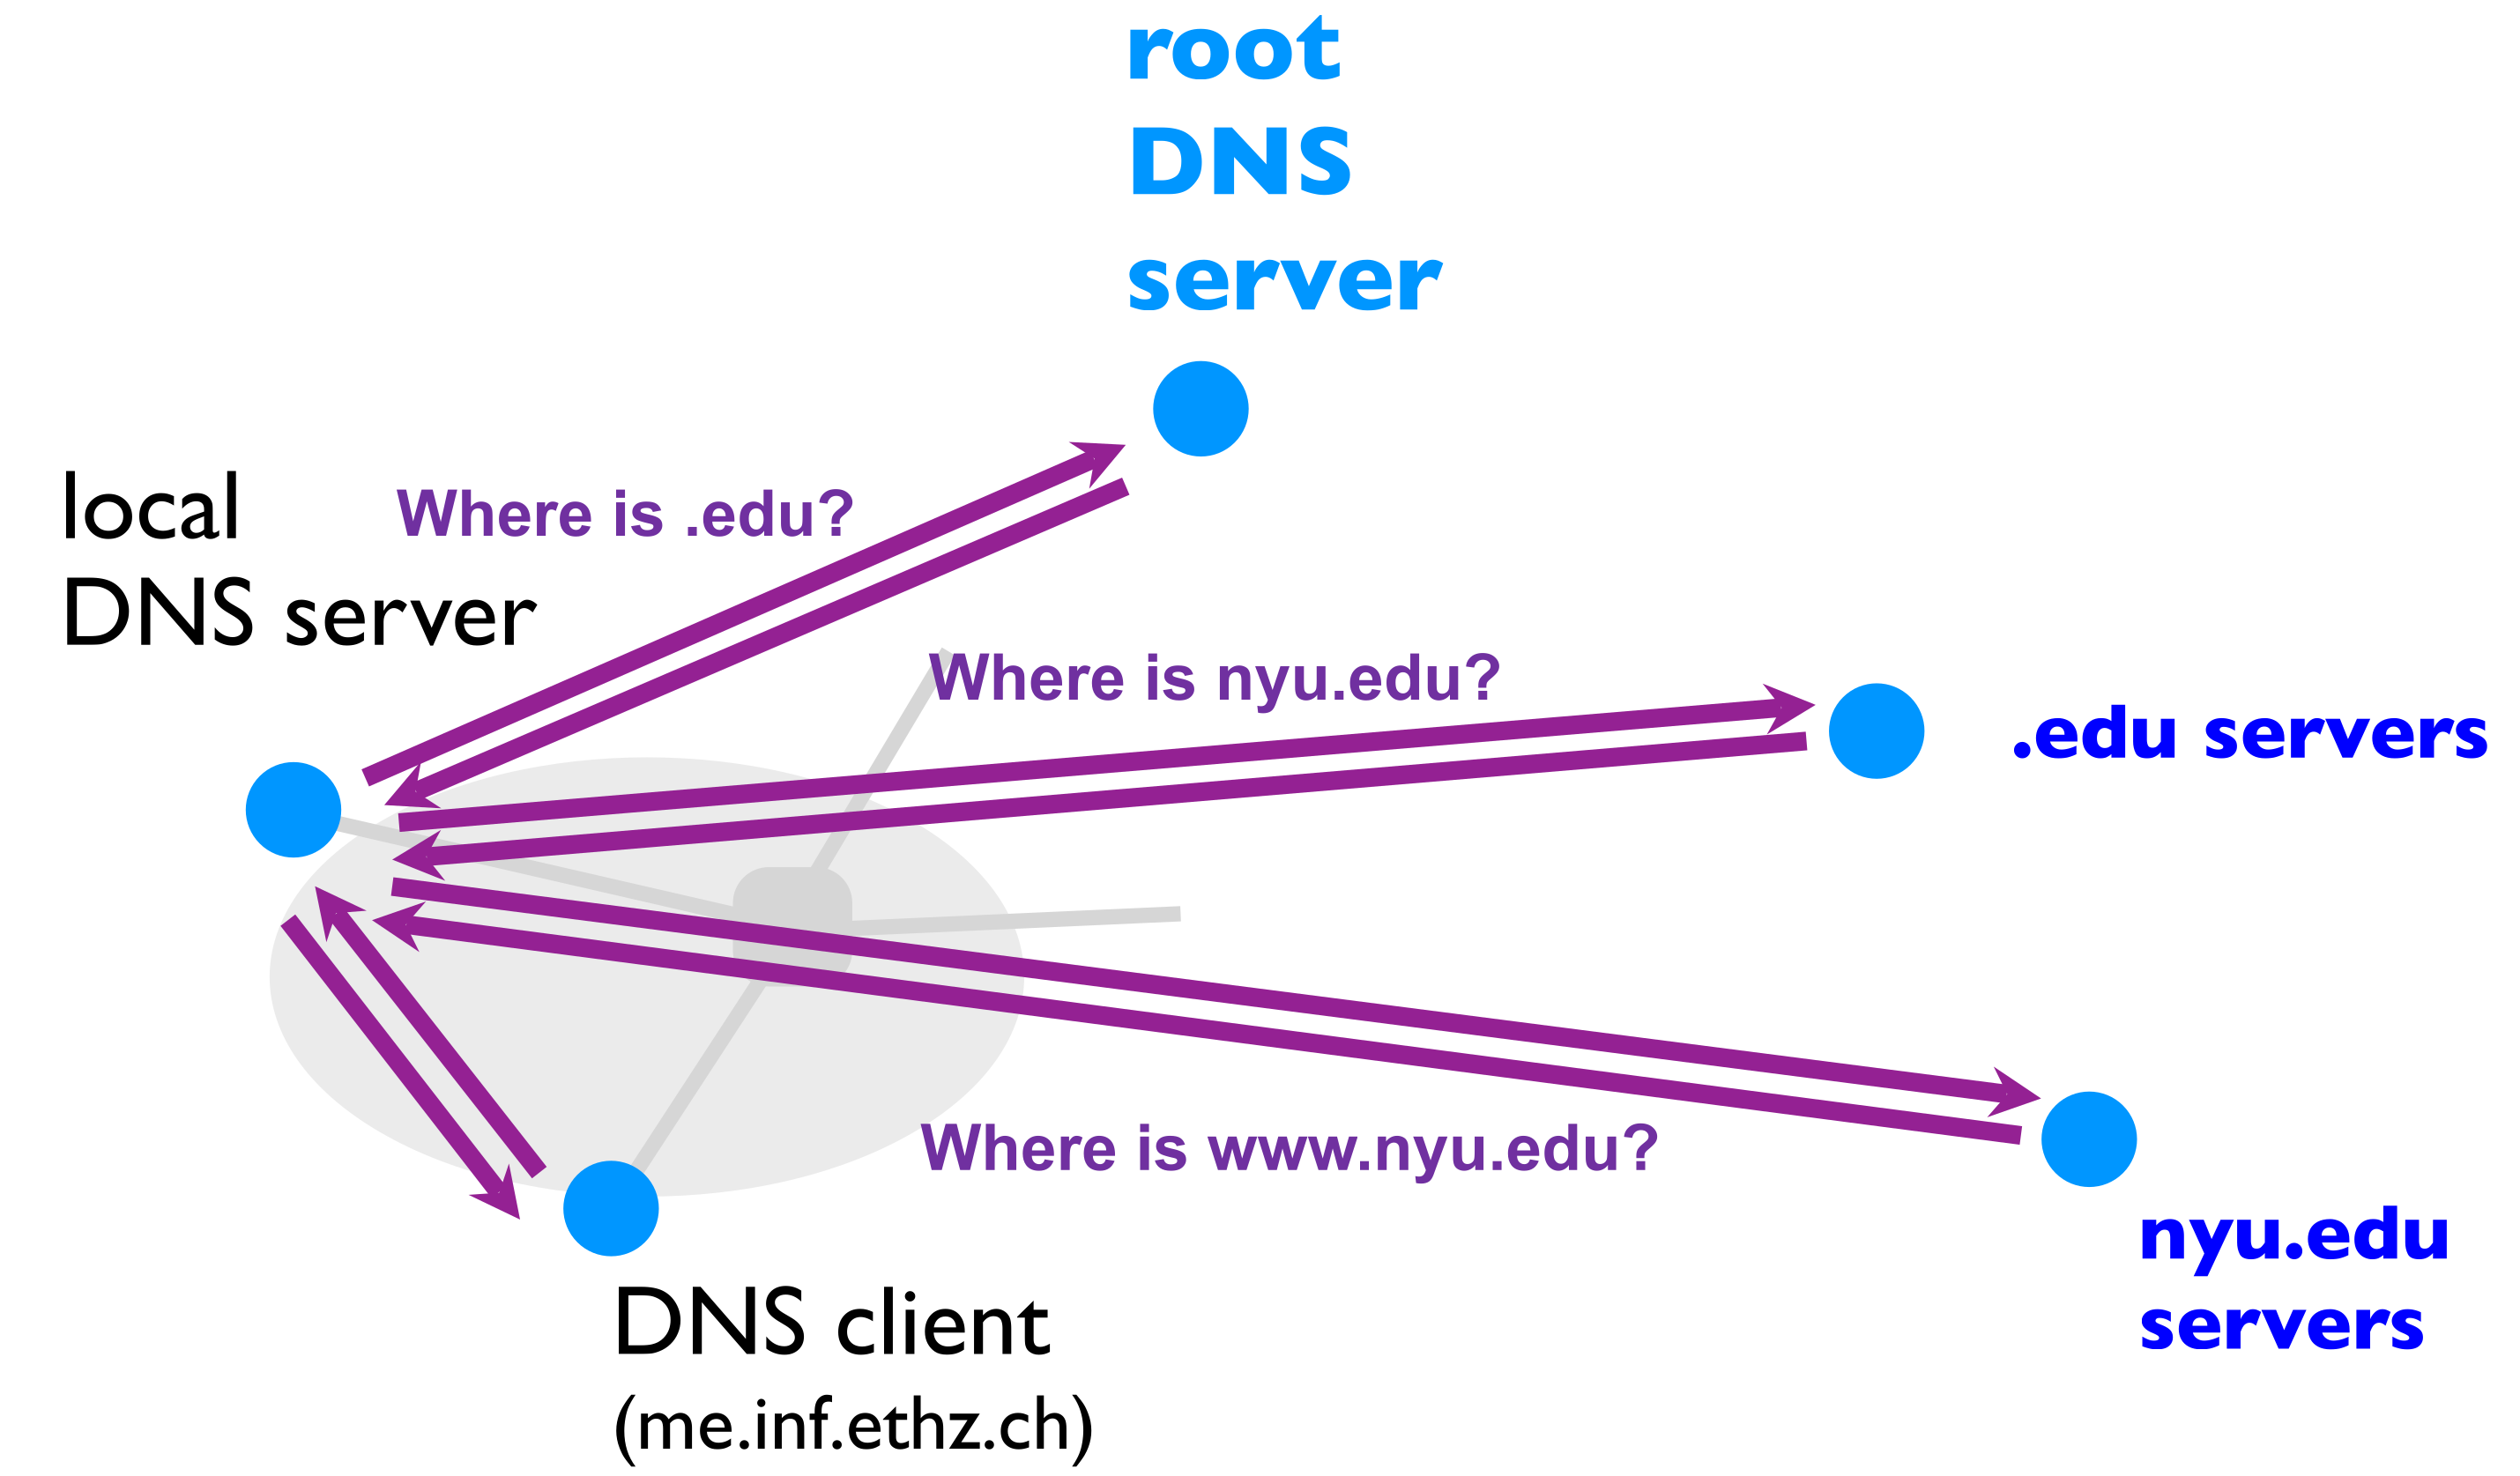 root
DNS
server
local
DNS server
Where is .edu?
Where is nyu.edu?
.edu servers
Where is www.nyu.edu?
nyu.edu
servers
DNS client
(me.inf.ethz.ch)